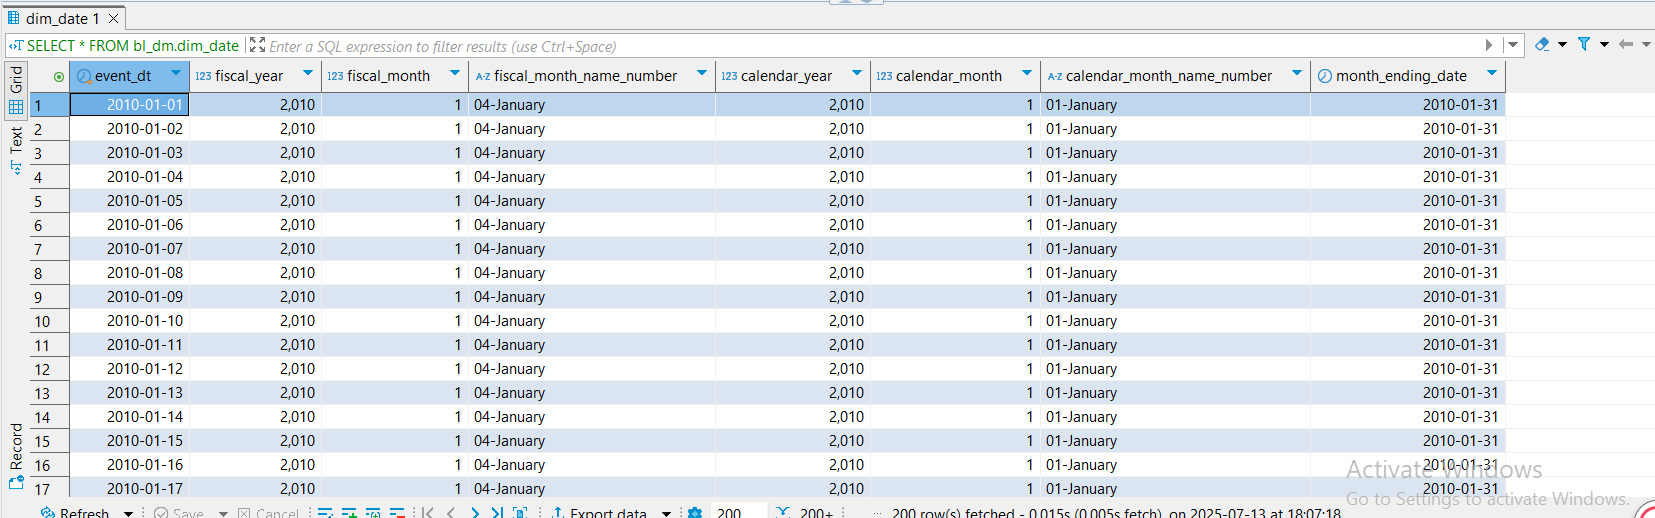 dim_date 1
SELECT * FROM bl_dm.dim_date Enter a SQL expression to filter results (use Ctrl+Space)
Grid
Text
Record
event_dt 123 fiscal_year 123 fiscal_month A-Z fiscal_month_name_number 123 calendar_year 123 calendar_month A-Z calendar_month_name_number month_ending_date
1 2010-01-01 2,010 1 04-January 2,010 1 01-January 2010-01-31
2 2010-01-02 2,010 1 04-January 2,010 1 01-January 2010-01-31
3 2010-01-03 2,010 1 04-January 2,010 1 01-January 2010-01-31
4 2010-01-04 2,010 1 04-January 2,010 1 01-January 2010-01-31
5 2010-01-05 2,010 1 04-January 2,010 1 01-January 2010-01-31
6 2010-01-06 2,010 1 04-January 2,010 1 01-January 2010-01-31
7 2010-01-07 2,010 1 04-January 2,010 1 01-January 2010-01-31
8 2010-01-08 2,010 1 04-January 2,010 1 01-January 2010-01-31
9 2010-01-09 2,010 1 04-January 2,010 1 01-January 2010-01-31
10 2010-01-10 2,010 1 04-January 2,010 1 01-January 2010-01-31
11 2010-01-11 2,010 1 04-January 2,010 1 01-January 2010-01-31
12 2010-01-12 2,010 1 04-January 2,010 1 01-January 2010-01-31
13 2010-01-13 2,010 1 04-January 2,010 1 01-January 2010-01-31
14 2010-01-14 2,010 1 04-January 2,010 1 01-January 2010-01-31
15 2010-01-15 2,010 1 04-January 2,010 1 01-January 2010-01-31
16 2010-01-16 2,010 1 04-January 2,010 1 01-January 2010-01-31
17 2010-01-17 2,010 1 04-January 2,010 1 01-January 2010-01-31
Activate Windows
Go to Settings to activate Windows.
Refresh Save Cancel Export data 200 200+ 200 row(s) fetched - 0.015s (0.005s fetch), on 2025-07-13 at 18:07:18